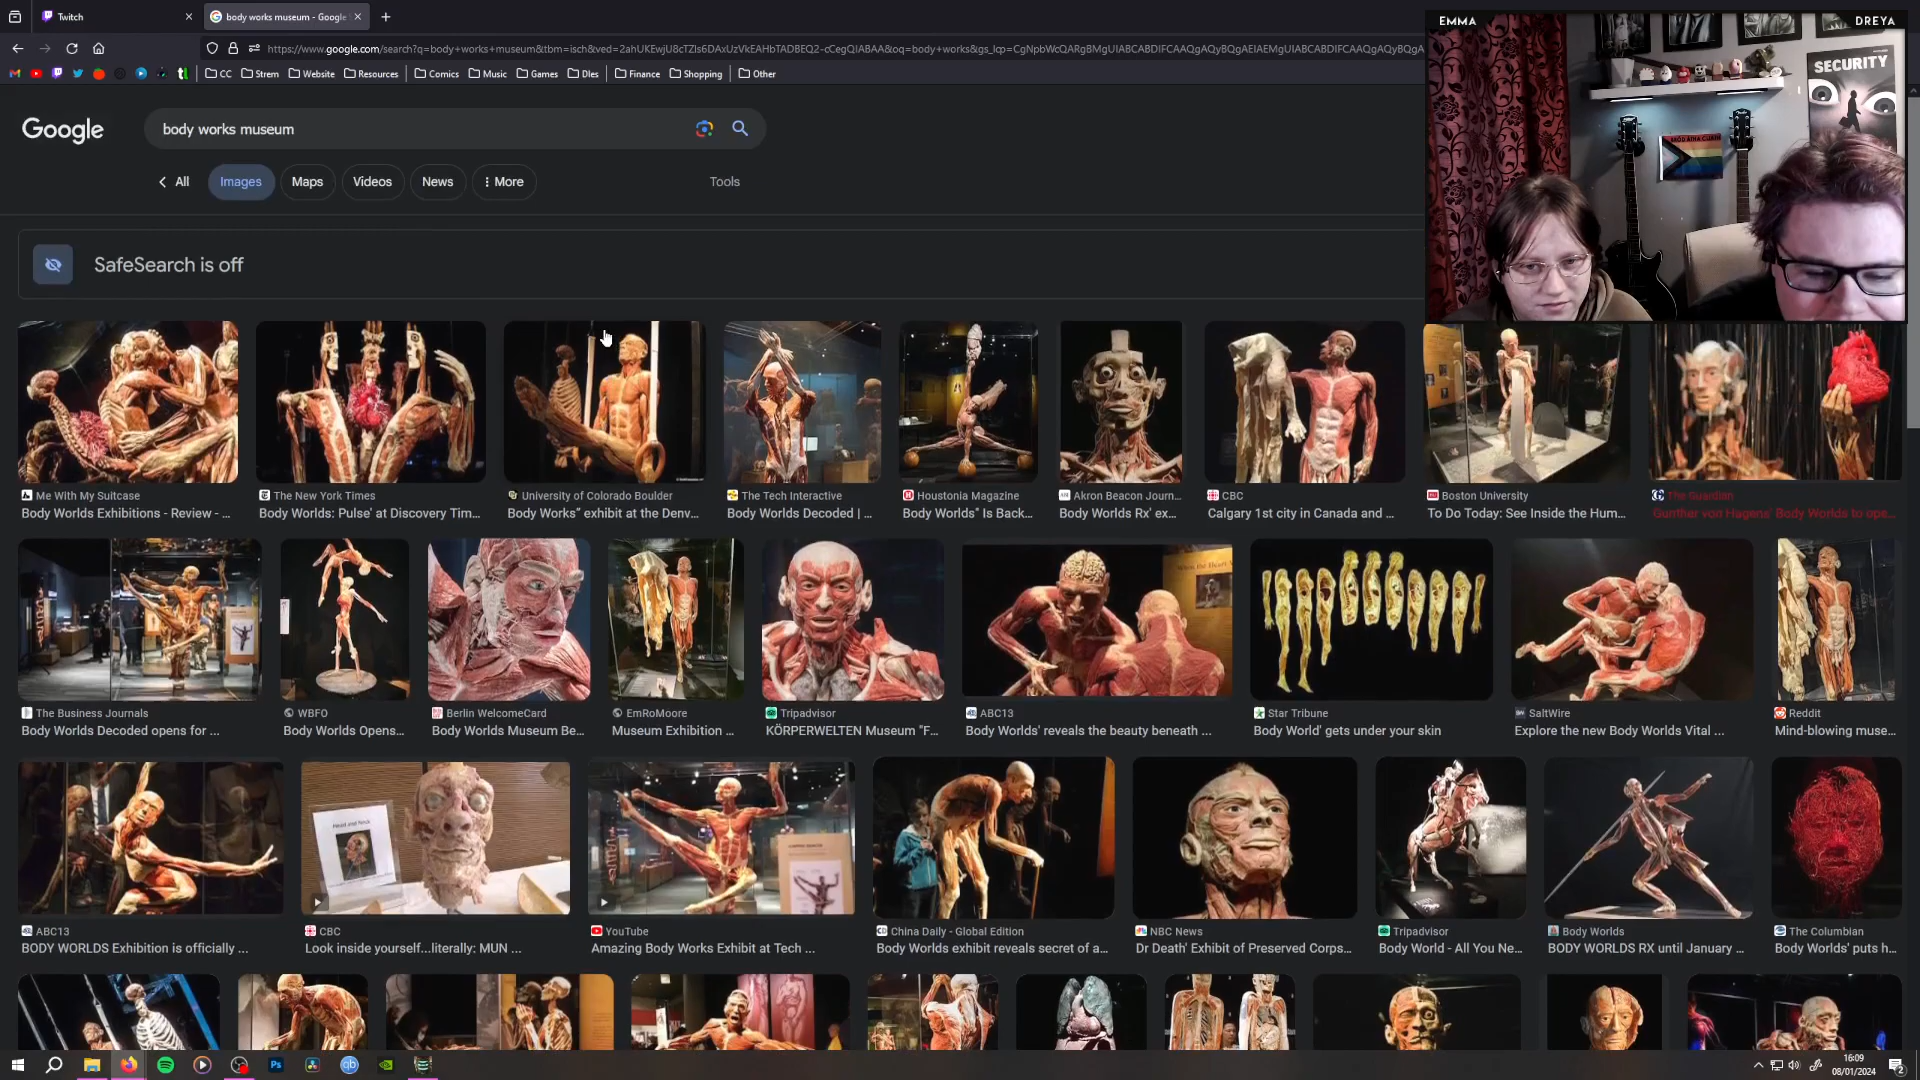 Twitch
body works museum - Google
https://www.google.com/search?q=body+works+museum&tbm=isch&ved=2ahUKEwjU8cTZIs6DAxUzVkEAHbTADBEQ2-cCegQIABAA&oq=body+works&gs_lcp=CgNpbWcQARgBMgUIABCABDIFCAAQgAQyBQgAEIAEMgUIABCABDIFCAAQgAQyBQgA
CC Strem Website Resources Comics Music Games Dles Finance Shopping Other
EMMA
DREYA
SECURITY
Google
body works museum
All Images Maps Videos News More Tools
SafeSearch is off
Me With My Suitcase
Body Worlds Exhibitions - Review - ...
The New York Times
Body Worlds: Pulse' at Discovery Tim...
University of Colorado Boulder
Body Works” exhibit at the Denv...
The Tech Interactive
Body Worlds Decoded | ...
Houstonia Magazine
Body Worlds" Is Back...
Akron Beacon Journ...
Body Worlds Rx' ex...
CBC
Calgary 1st city in Canada and ...
Boston University
To Do Today: See Inside the Hum...
The Guardian
Gunther von Hagens' Body Worlds to ope...
The Business Journals
Body Worlds Decoded opens for ...
WBFO
Body Worlds Opens...
Berlin WelcomeCard
Body Worlds Museum Be...
EmRoMoore
Museum Exhibition ...
Tripadvisor
KÖRPERWELTEN Museum "F...
ABC13
Body Worlds' reveals the beauty beneath ...
Star Tribune
Body World' gets under your skin
SaltWire
Explore the new Body Worlds Vital ...
Reddit
Mind-blowing muse...
ABC13
BODY WORLDS Exhibition is officially ...
CBC
Look inside yourself...literally: MUN ...
YouTube
Amazing Body Works Exhibit at Tech ...
China Daily - Global Edition
Body Worlds exhibit reveals secret of a...
NBC News
Dr Death' Exhibit of Preserved Corps...
Tripadvisor
Body World - All You Ne...
Body Worlds
BODY WORLDS RX until January ...
The Columbian
Body Worlds' puts h...
16:09
08/01/2024